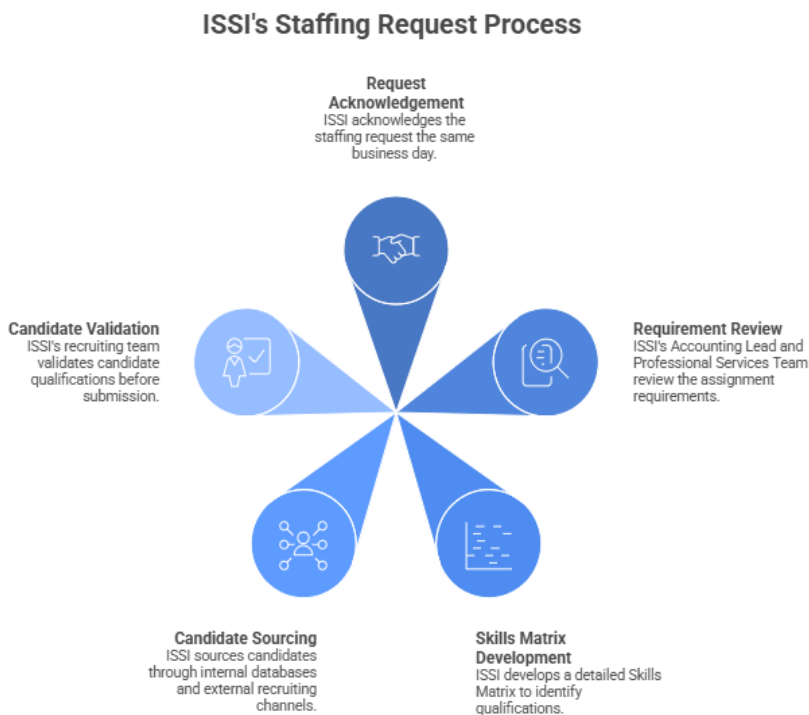 ISSI's Staffing Request Process
Request
Acknowledgement
ISSI acknowledges the
staffing request the same
business day.
Requirement Review
ISSI's Accounting Lead and
Professional Services Team
review the assignment
requirements.
Skills Matrix
Development
ISSI develops a detailed Skills
Matrix to identify
qualifications.
Candidate Sourcing
ISSI sources candidates
through internal databases
and external recruiting
channels.
Candidate Validation
ISSI's recruiting team
validates candidate
qualifications before
submission.